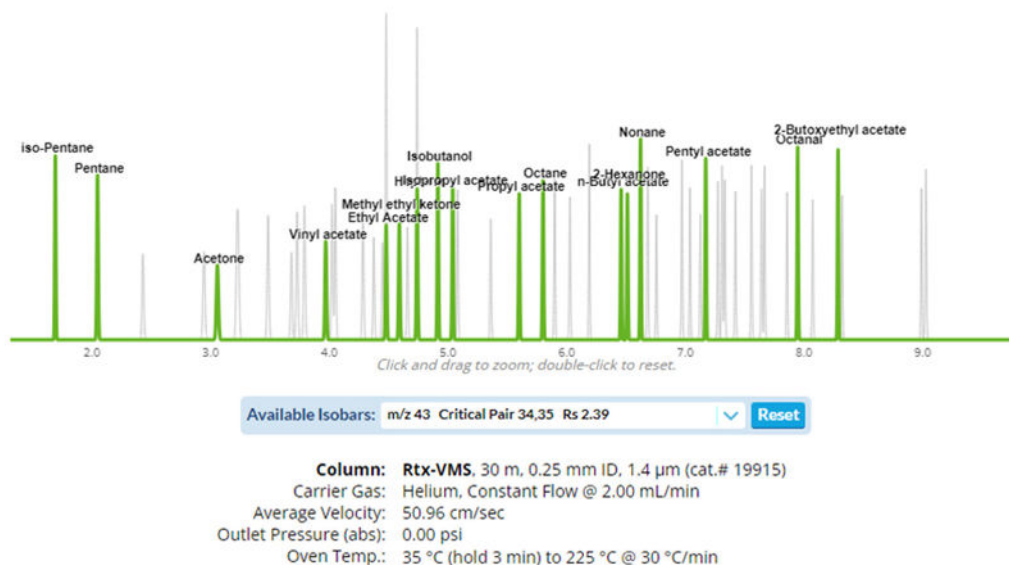 2-Butoxyethyl acetate
Nonane
Octanal
Isobutanol
Pentyl acetate
iso-Pentane
Pentane
Isopropyl acetate
Octane
2-Hexanone
n-Butyl acetate
Propyl acetate
Methyl ethyl ketone
Ethyl Acetate
Vinyl acetate
Acetone
2.0 3.0 4.0 5.0 6.0 7.0 8.0 9.0
Click and drag to zoom; double-click to reset.
Available Isobars: m/z 43 Critical Pair 34,35 Rs 2.39 Reset
Column: Rtx-VMS, 30 m, 0.25 mm ID, 1.4 µm (cat.# 19915)
Carrier Gas: Helium, Constant Flow @ 2.00 mL/min
Average Velocity: 50.96 cm/sec
Outlet Pressure (abs): 0.00 psi
Oven Temp.: 35 °C (hold 3 min) to 225 °C @ 30 °C/min